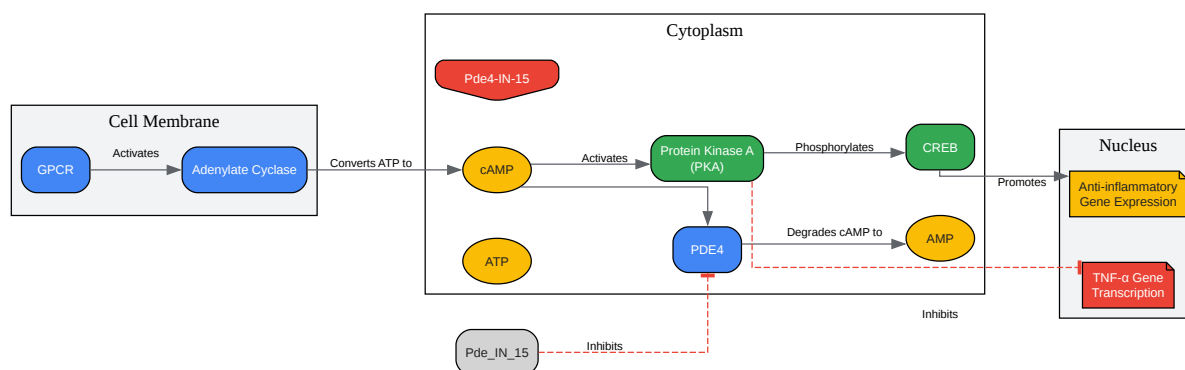 Cytoplasm
Pde4-IN-15
Cell Membrane
GPCR
Activates
Adenylate Cyclase
Converts ATP to
cAMP
Activates
Protein Kinase A
(PKA)
Phosphorylates
CREB
Nucleus
Promotes
Anti-inflammatory
Gene Expression
ATP
PDE4
Degrades cAMP to
AMP
TNF-α Gene
Transcription
Inhibits
Pde_IN_15
Inhibits